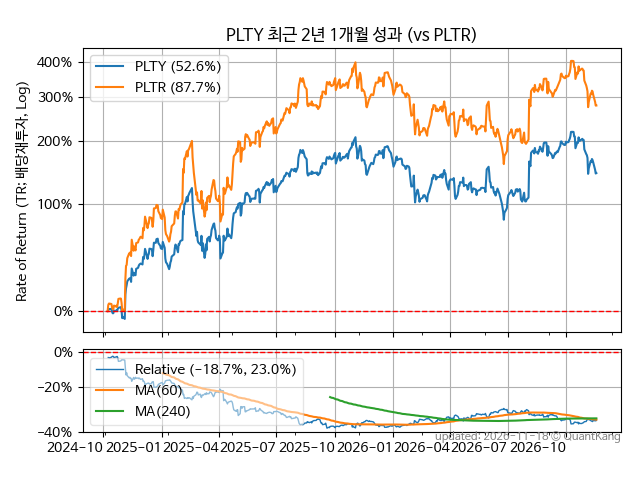 PLTY 최근 2년 1개월 성과 (vs PLTR)
Rate of Return (TR: 배당재투자, Log)
400%
300%
200%
100%
0%
PLTY (52.6%)
PLTR (87.7%)
0%
−20%
−40%
Relative (−18.7%, 23.0%)
MA(60)
MA(240)
2024−10 2025−01 2025−04 2025−07 2025−10 2026−01 2026−04 2026−07 2026−10
updated: 2026−11−18 © QuantKang